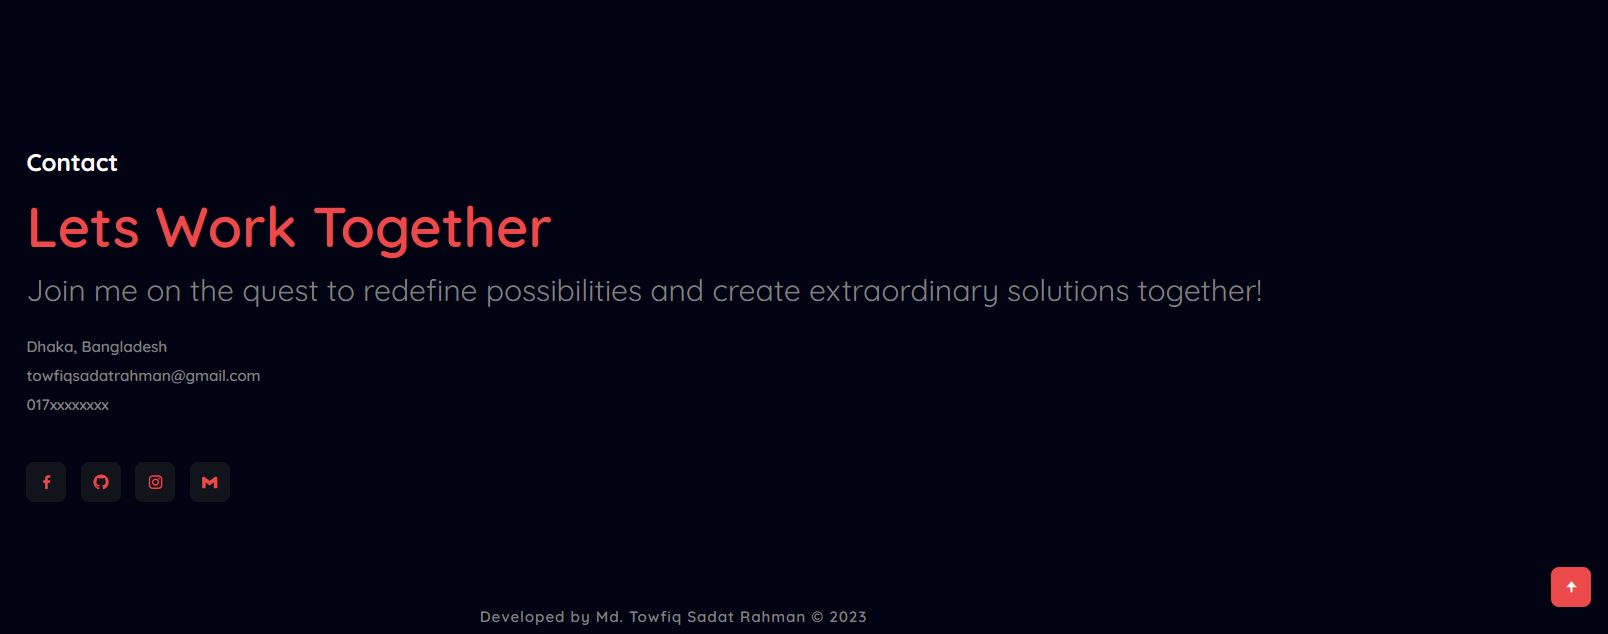 Contact
Lets Work Together
Join me on the quest to redefine possibilities and create extraordinary solutions together!
Dhaka, Bangladesh
towfiqsadatrahman@gmail.com
017xxxxxxxx
Developed by Md. Towfiq Sadat Rahman © 2023